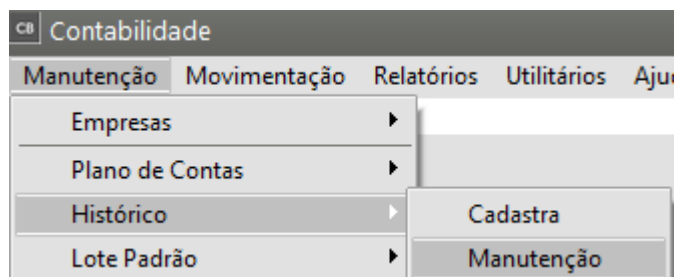 CB Contabilidade
Manutenção Movimentação Relatórios Utilitários
Empresas
Plano de Contas
Histórico Cadastra
Lote Padrão Manutenção